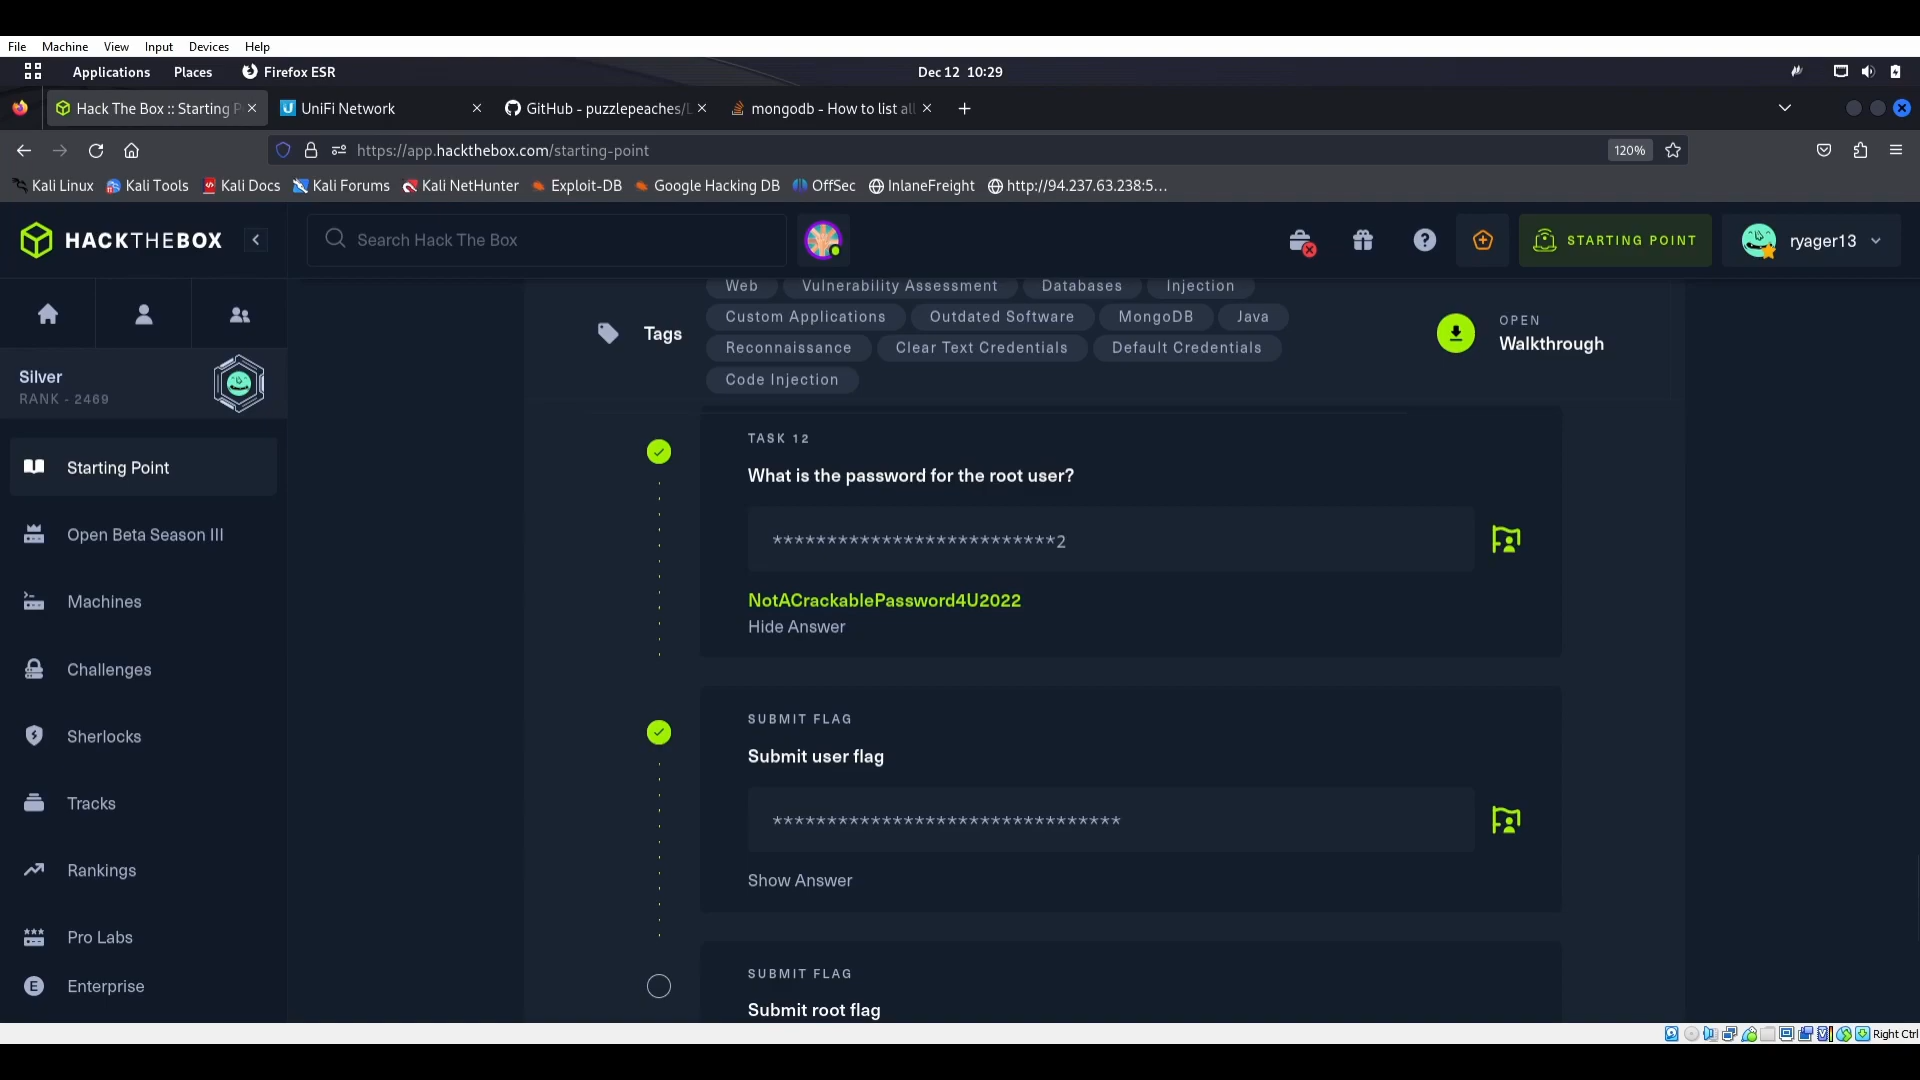 File Machine View Input Devices Help
Applications Places Firefox ESR Dec 12 10:29
Hack The Box :: Starting P UniFi Network GitHub - puzzlepeaches/L mongodb - How to list all
https://app.hackthebox.com/starting-point 120%
Kali Linux Kali Tools Kali Docs Kali Forums Kali NetHunter Exploit-DB Google Hacking DB OffSec InlaneFreight http://94.237.63.238:5...
HACKTHEBOX Search Hack The Box STARTING POINT ryager13
Web Vulnerability Assessment Databases Injection
Custom Applications Outdated Software MongoDB Java
Tags
Reconnaissance Clear Text Credentials Default Credentials
Code Injection
OPEN
Walkthrough
Silver
RANK - 2469
Starting Point
Open Beta Season III
Machines
Challenges
Sherlocks
Tracks
Rankings
Pro Labs
E Enterprise
TASK 12
What is the password for the root user?
**************************2
NotACrackablePassword4U2022
Hide Answer
SUBMIT FLAG
Submit user flag
********************************
Show Answer
SUBMIT FLAG
Submit root flag
Right Ctrl